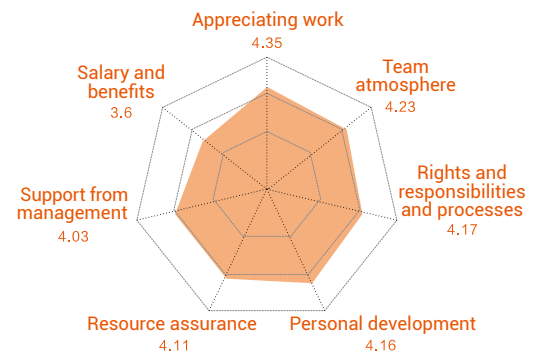 Appreciating work
4.35
Team
atmosphere
4.23
Rights and
responsibilities
and processes
4.17
Personal development
4.16
Resource assurance
4.11
Support from
management
4.03
Salary and
benefits
3.6